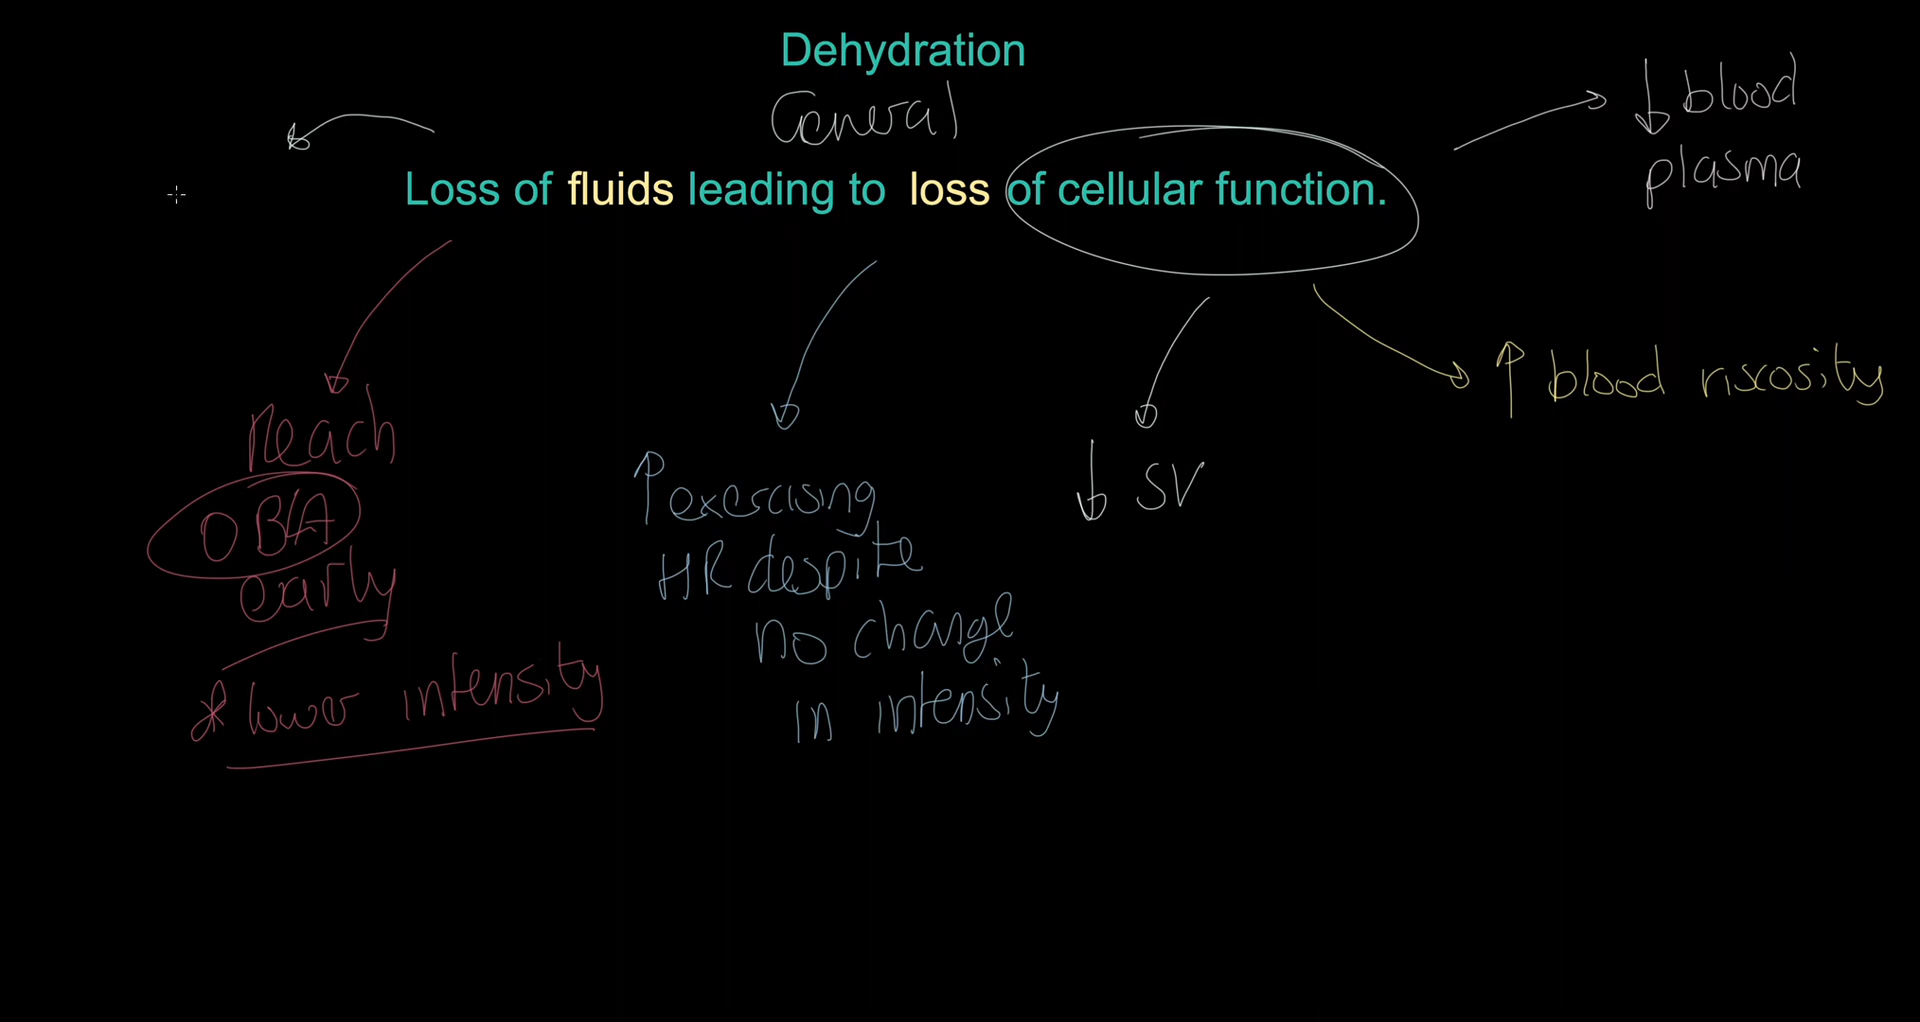 Dehydration
General
Loss of fluids leading to loss of cellular function.
↓ blood
plasma
↑ blood viscosity
↓ SV
↑ exercising
HR despite
no change
in intensity
Reach
OBLA
early
* lower intensity